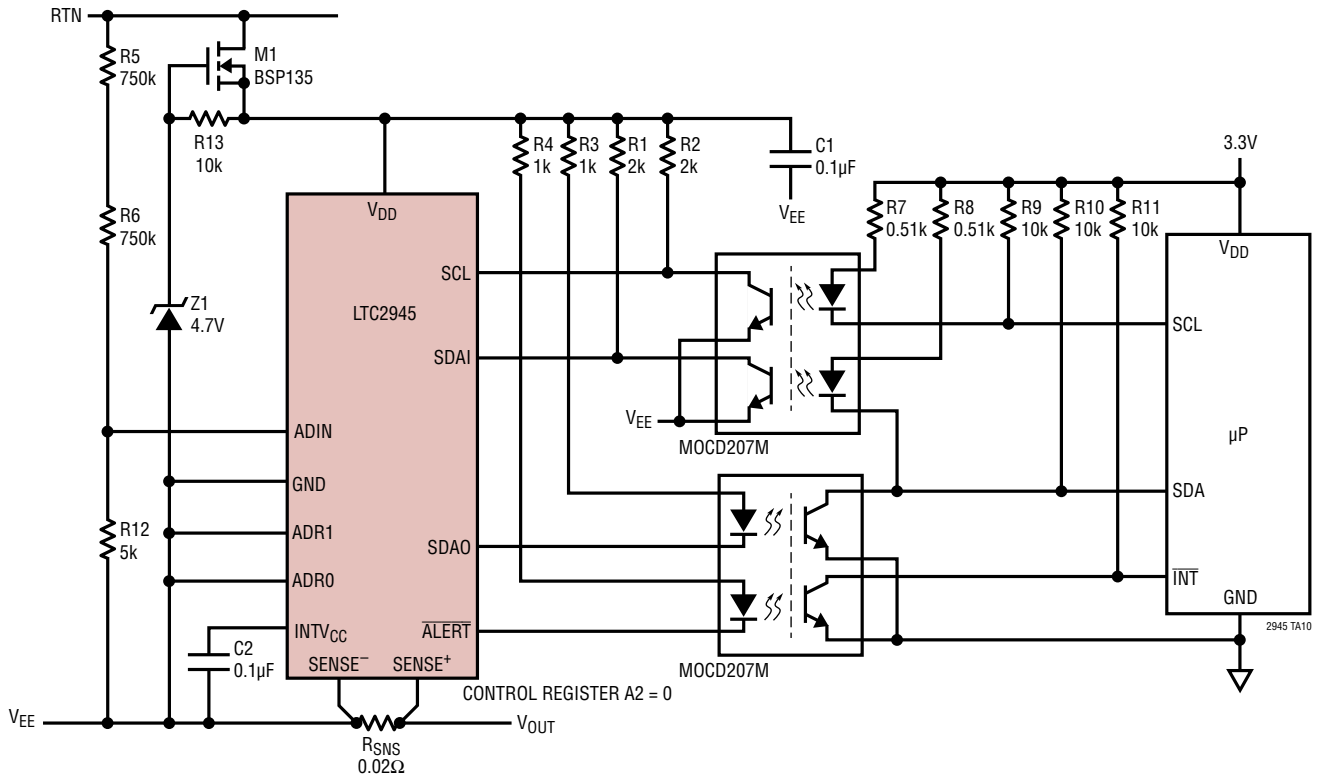 RTN
R5
750k
M1
BSP135
R13
10k
R4
1k
R3
1k
R1
2k
R2
2k
C1
0.1µF
VEE
3.3V
R6
750k
VDD
R7
0.51k
R8
0.51k
R9
10k
R10
10k
R11
10k
VDD
SCL
LTC2945
Z1
4.7V
SCL
SDAI
VEE
MOCD207M
ADIN
µP
GND
SDA
R12
5k
ADR1
SDAO
ADR0
INT
GND
INTVCC
ALERT
2945 TA10
C2
0.1µF
SENSE–
SENSE+
MOCD207M
CONTROL REGISTER A2 = 0
VEE
VOUT
RSNS
0.02Ω